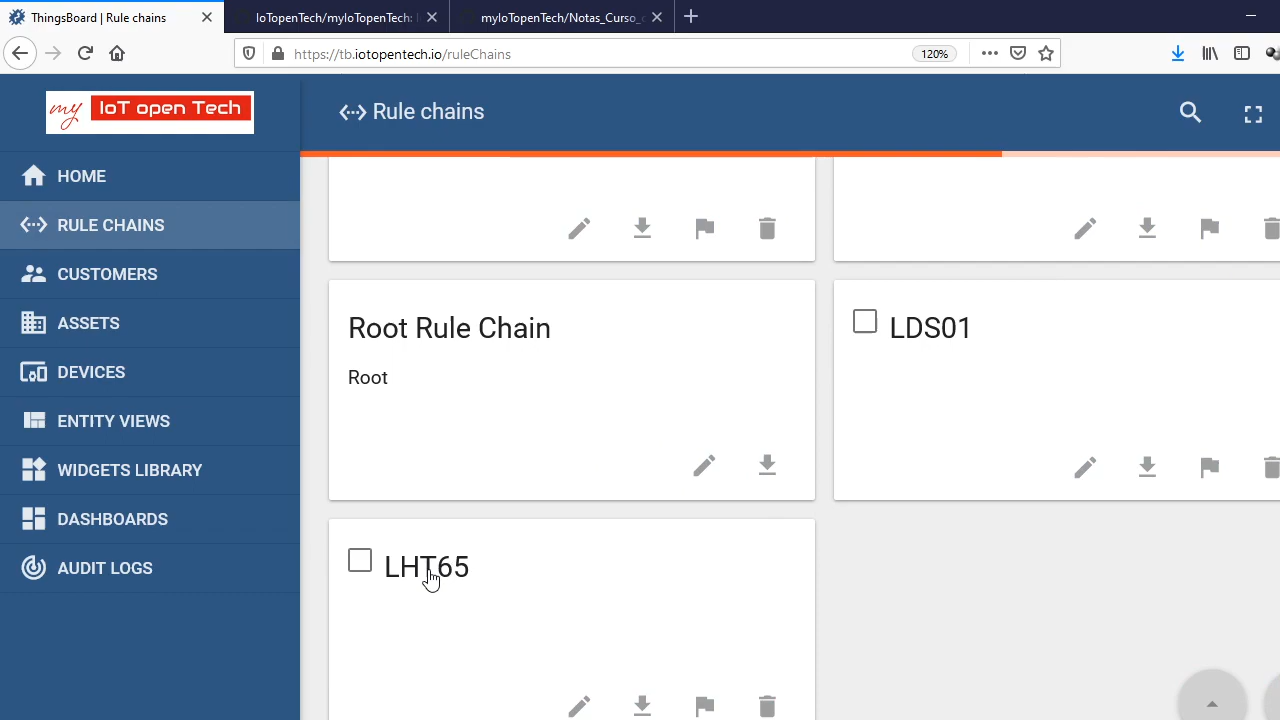 ThingsBoard | Rule chains
IoTopenTech/myIoTopenTech:
myIoTopenTech/Notas_Curso_
https://tb.iotopentech.io/ruleChains
120%
my IoT open Tech
Rule chains
HOME
RULE CHAINS
CUSTOMERS
ASSETS
DEVICES
ENTITY VIEWS
WIDGETS LIBRARY
DASHBOARDS
AUDIT LOGS
Root Rule Chain
Root
LDS01
LHT65